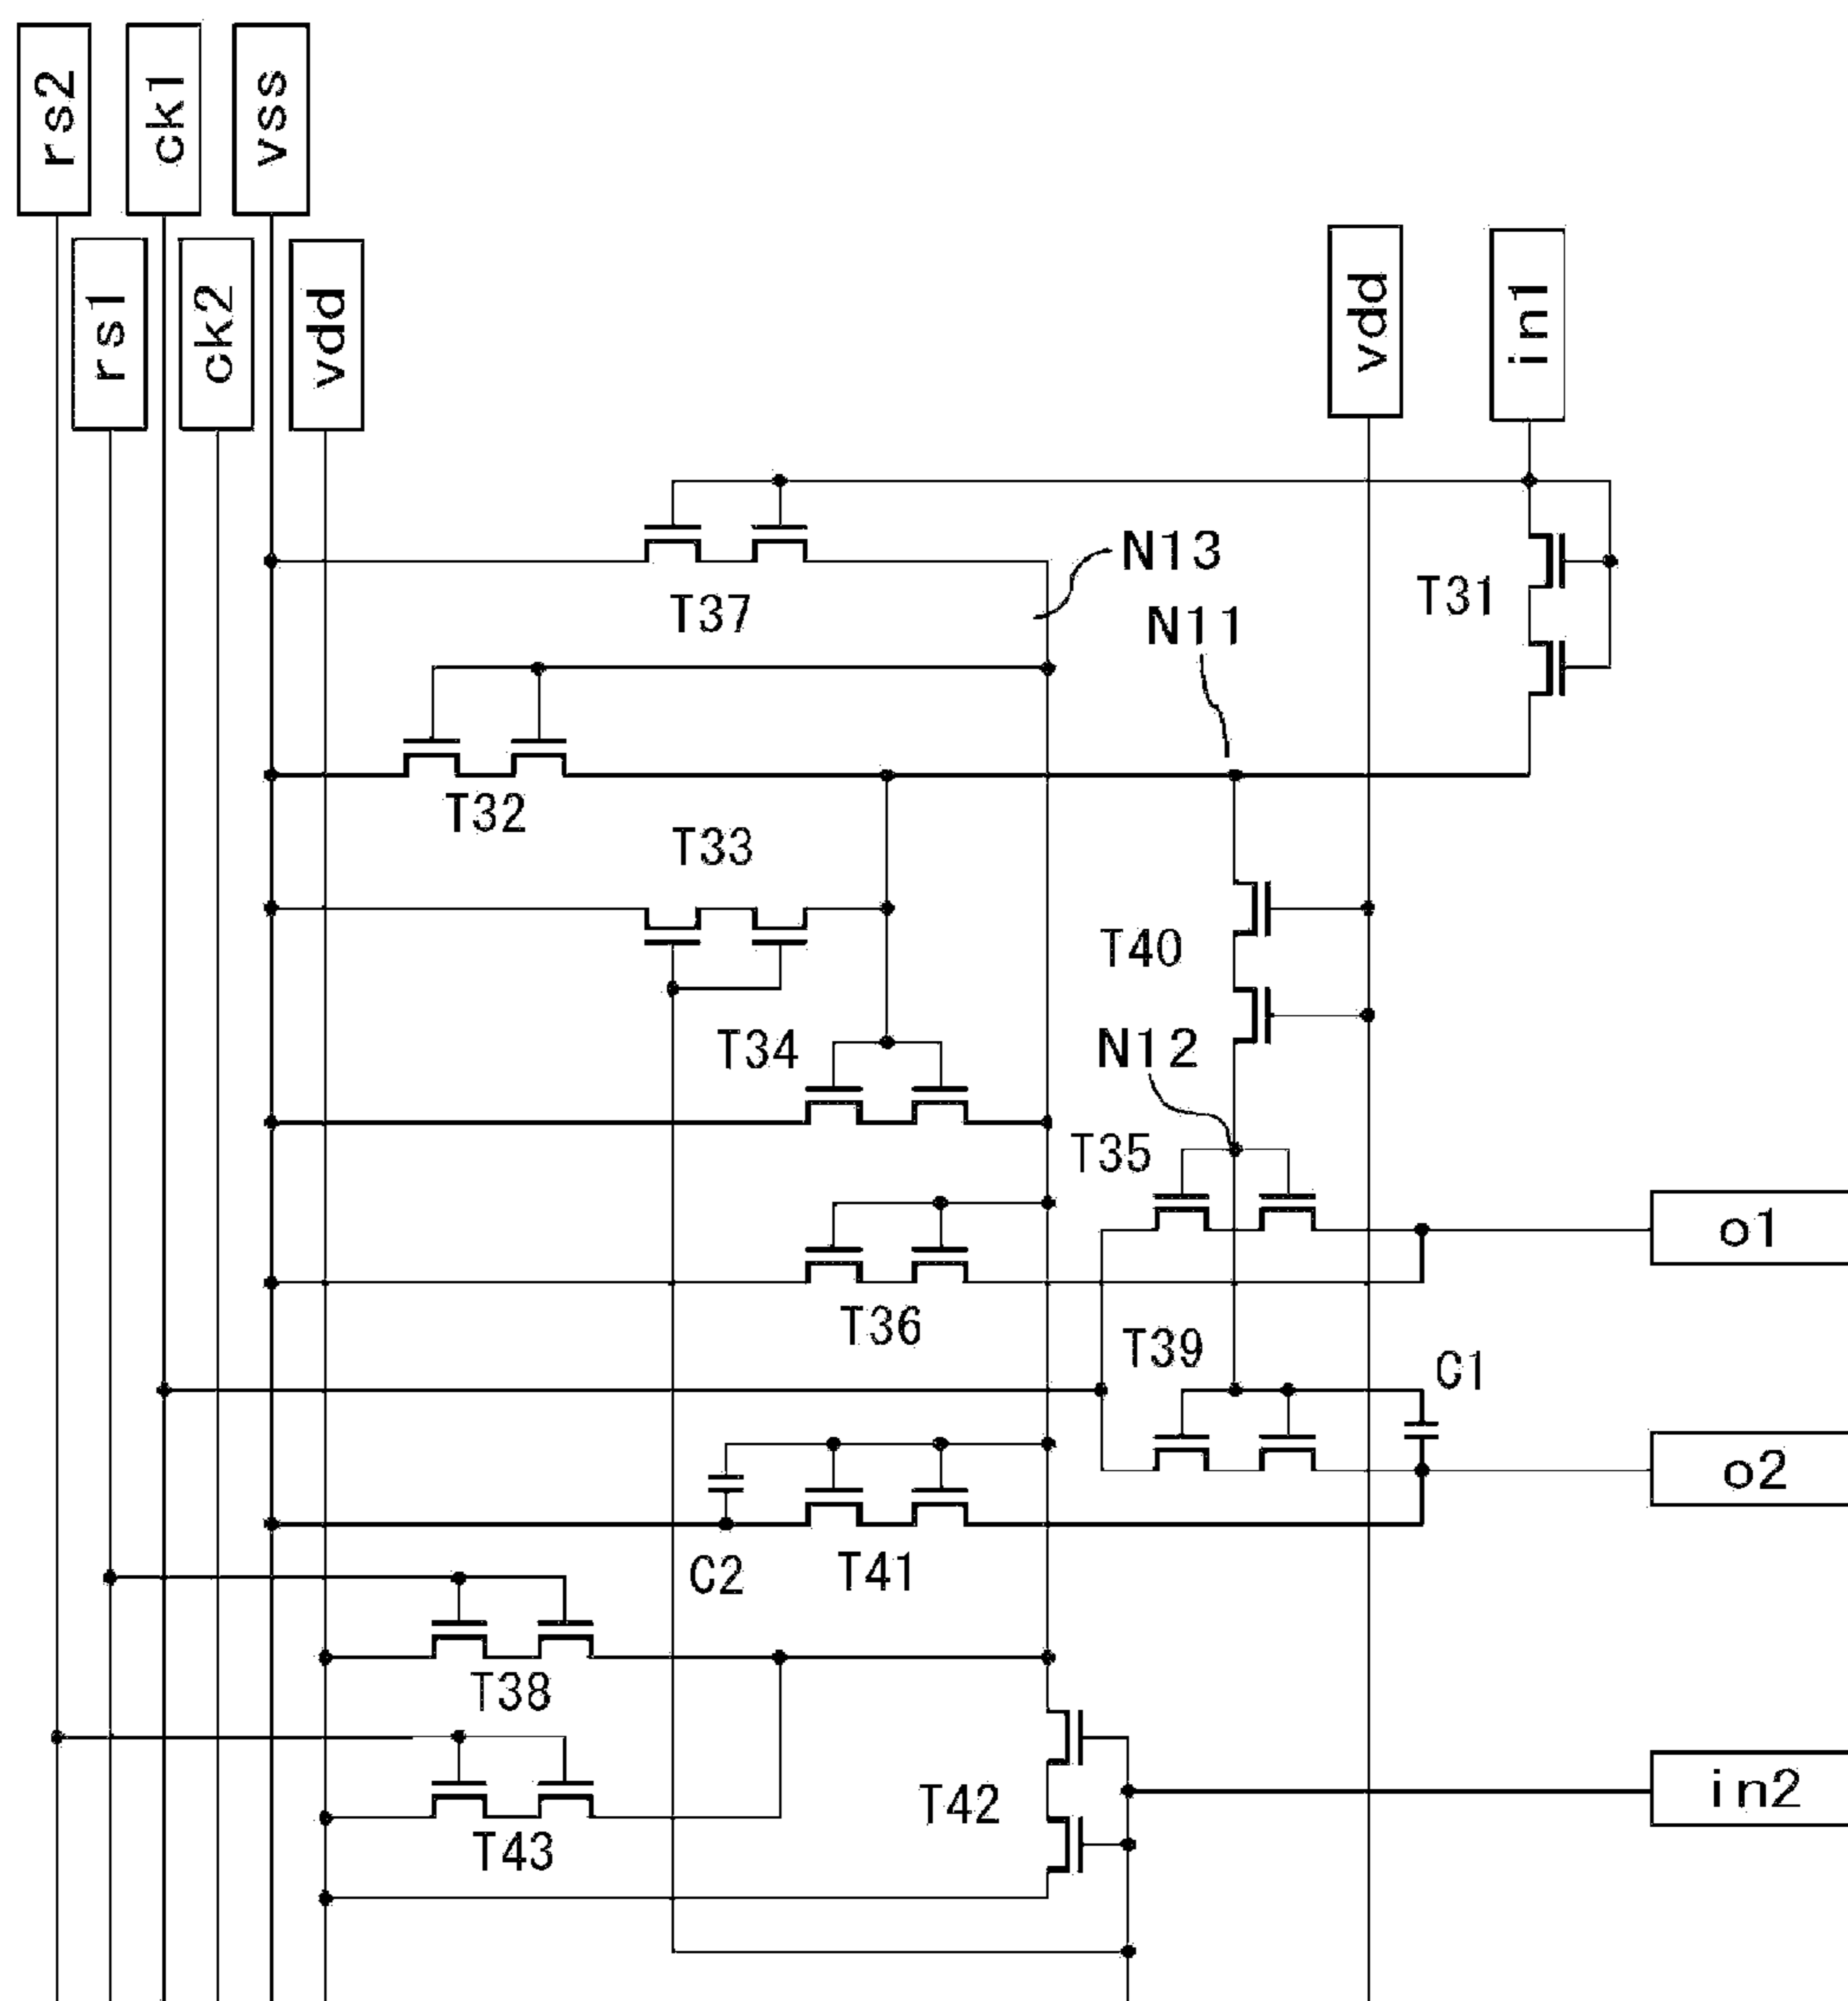 rs2
ck1
vss
rs1
ck2
vdd
vdd
in1
N13
T31
T37
N11
T32
T33
T40
T34
N12
T35
o1
T36
T39
C1
o2
C2
T41
T38
in2
T42
T43